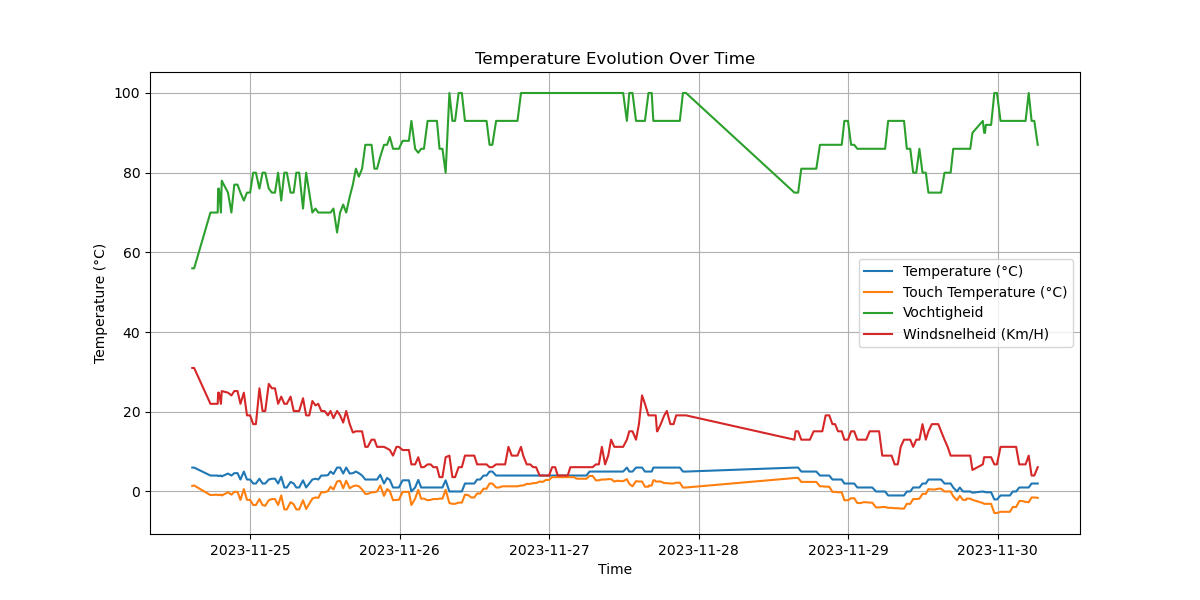 Temperature Evolution Over Time
Temperature (°C)
100
80
60
40
20
0
Temperature (°C)
Touch Temperature (°C)
Vochtigheid
Windsnelheid (Km/H)
2023-11-25 2023-11-26 2023-11-27 2023-11-28 2023-11-29 2023-11-30
Time